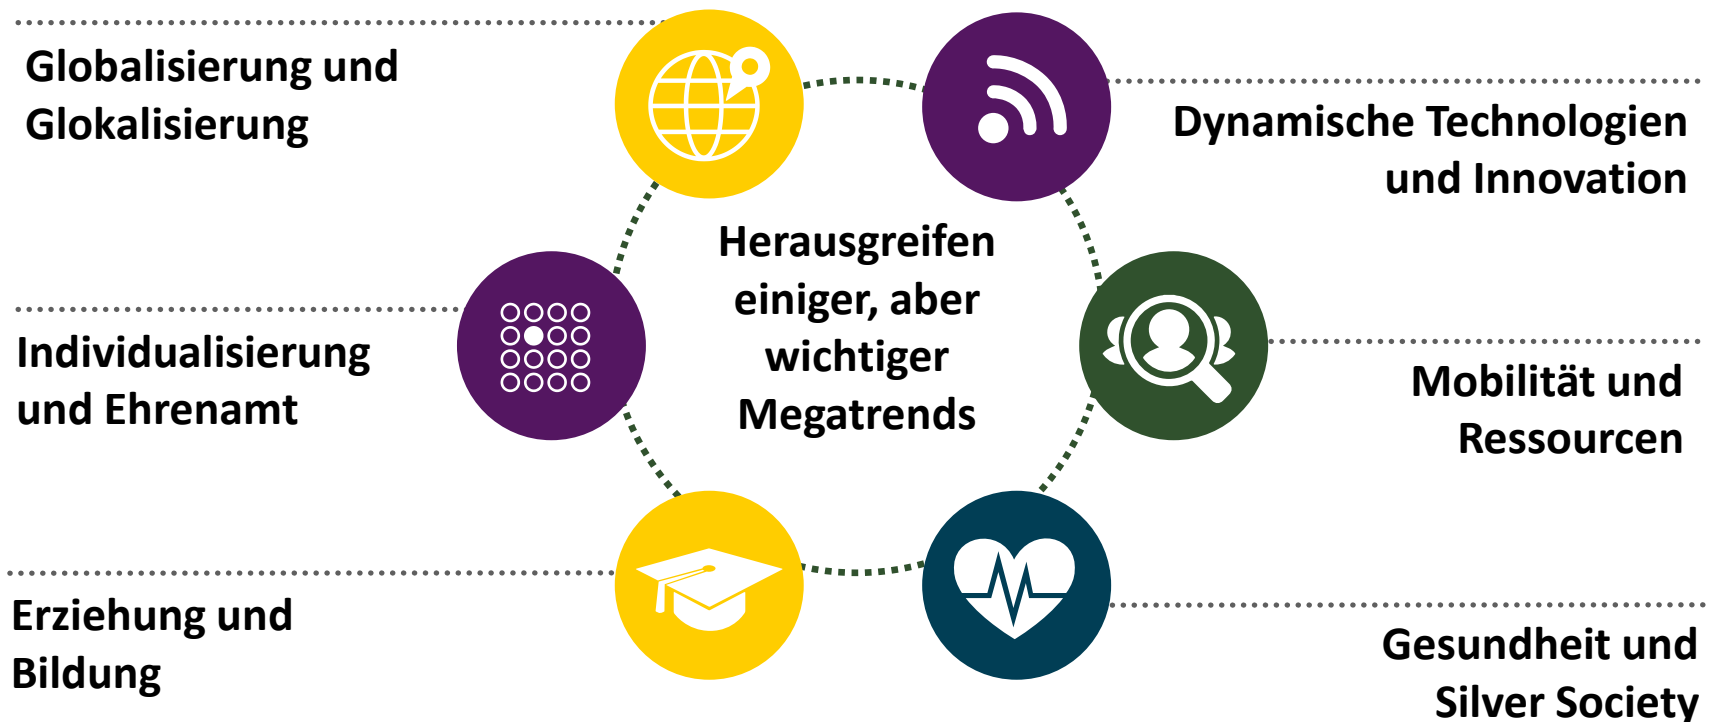 Globalisierung und
Glokalisierung
Dynamische Technologien
und Innovation
Herausgreifen
einiger, aber
wichtiger
Megatrends
Individualisierung
und Ehrenamt
Mobilität und
Ressourcen
Erziehung und
Bildung
Gesundheit und
Silver Society